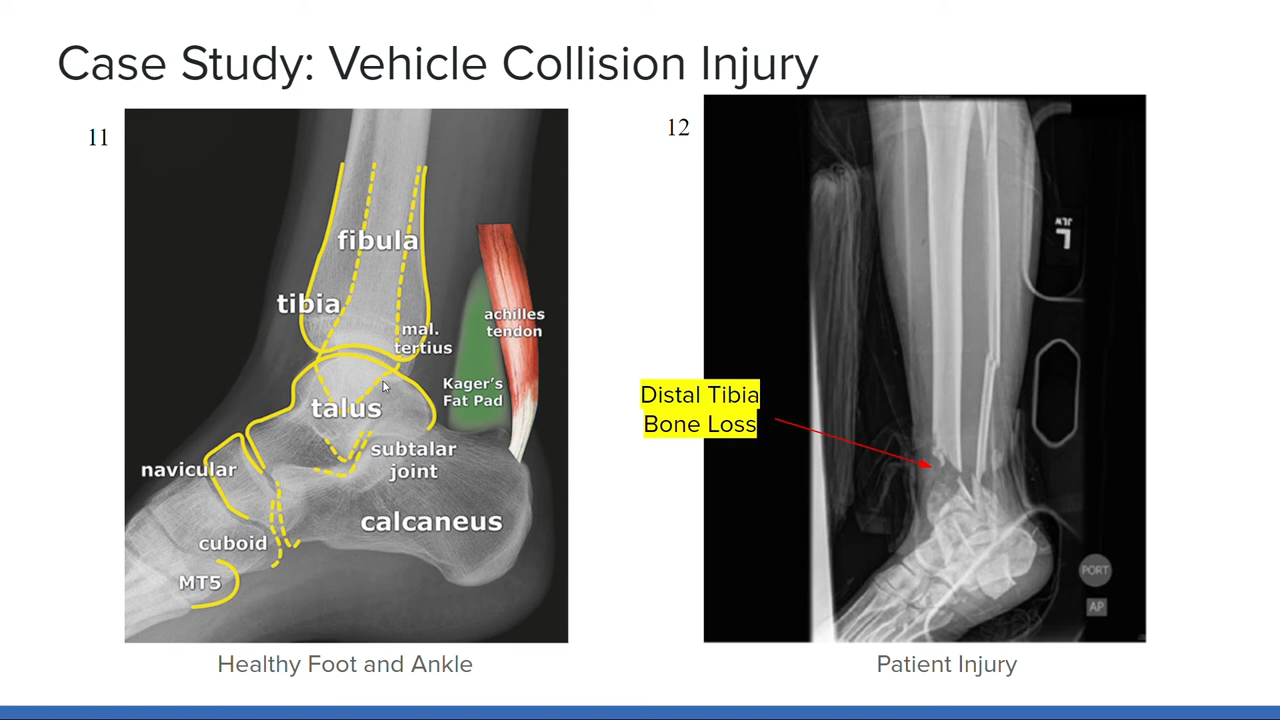 Case Study: Vehicle Collision Injury
11
fibula
tibia
mal.
tertius
achilles
tendon
Kager's
Fat Pad
talus
subtalar
joint
navicular
calcaneus
cuboid
MT5
Healthy Foot and Ankle
12
L
Distal Tibia
Bone Loss
PORT
AP
Patient Injury